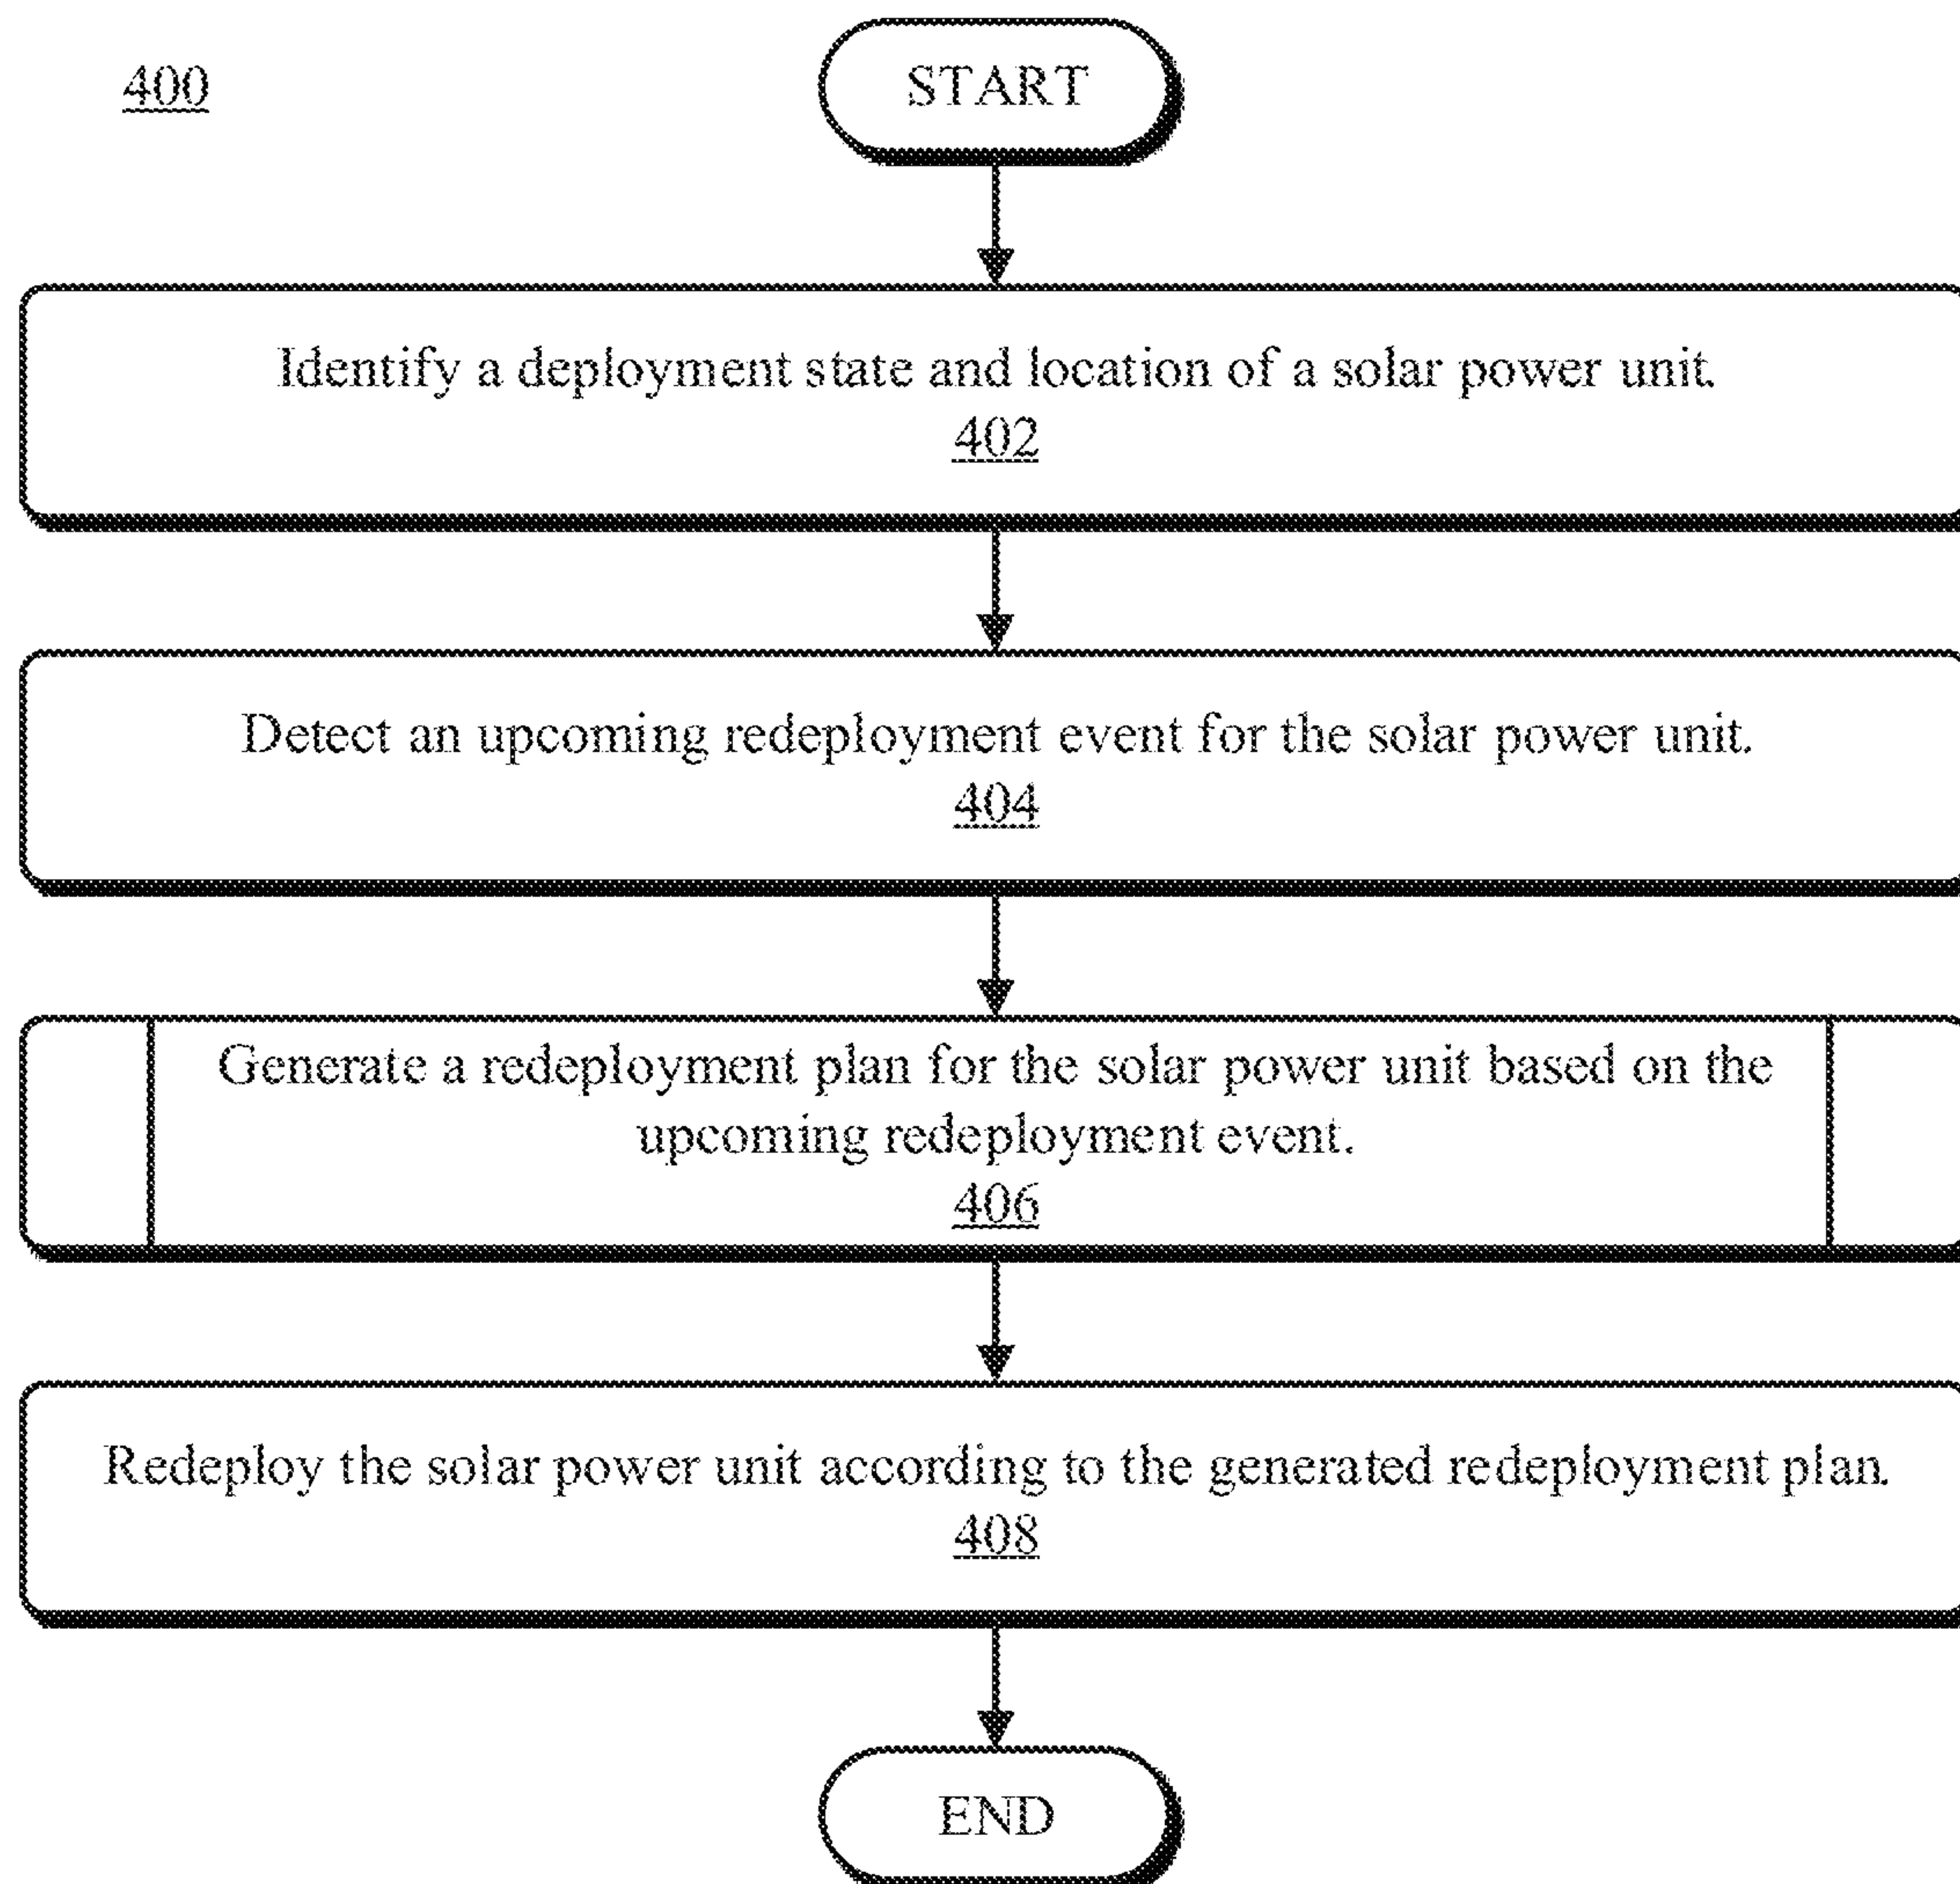 400
START
Identify a deployment state and location of a solar power unit.
402
Detect an upcoming redeployment event for the solar power unit.
404
Generate a redeployment plan for the solar power unit based on the
upcoming redeployment event.
406
Redeploy the solar power unit according to the generated redeployment plan.
408
END